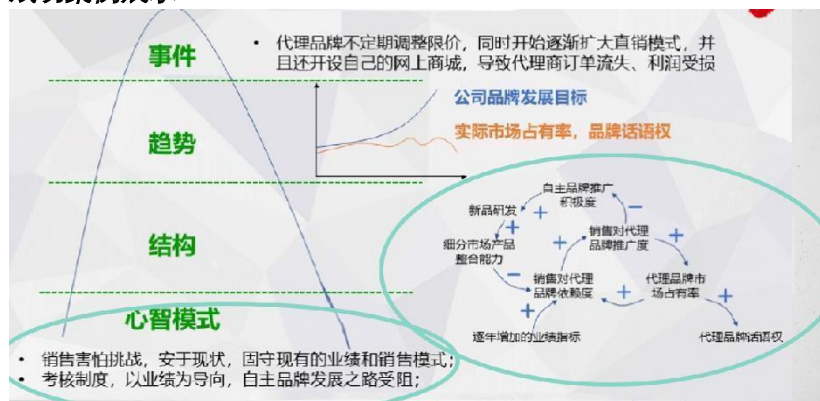 事件
• 代理品牌不定期调整限价，同时开始逐渐扩大直销模式，并
且还开设自己的网上商城，导致代理商订单流失、利润受损
公司品牌发展目标
趋势
实际市场占有率，品牌话语权
自主品牌推广
积极度
新品研发
+
−
+
细分市场产品
整合能力
+
销售对代理
品牌推广度
+
结构
−
销售对代理
品牌依赖度
代理品牌市
场占有率
+
+
+
心智模式
逐年增加的业绩指标
代理品牌话语权
• 销售害怕挑战，安于现状，固守现有的业绩和销售模式；
• 考核制度，以业绩为导向，自主品牌发展之路受阻；